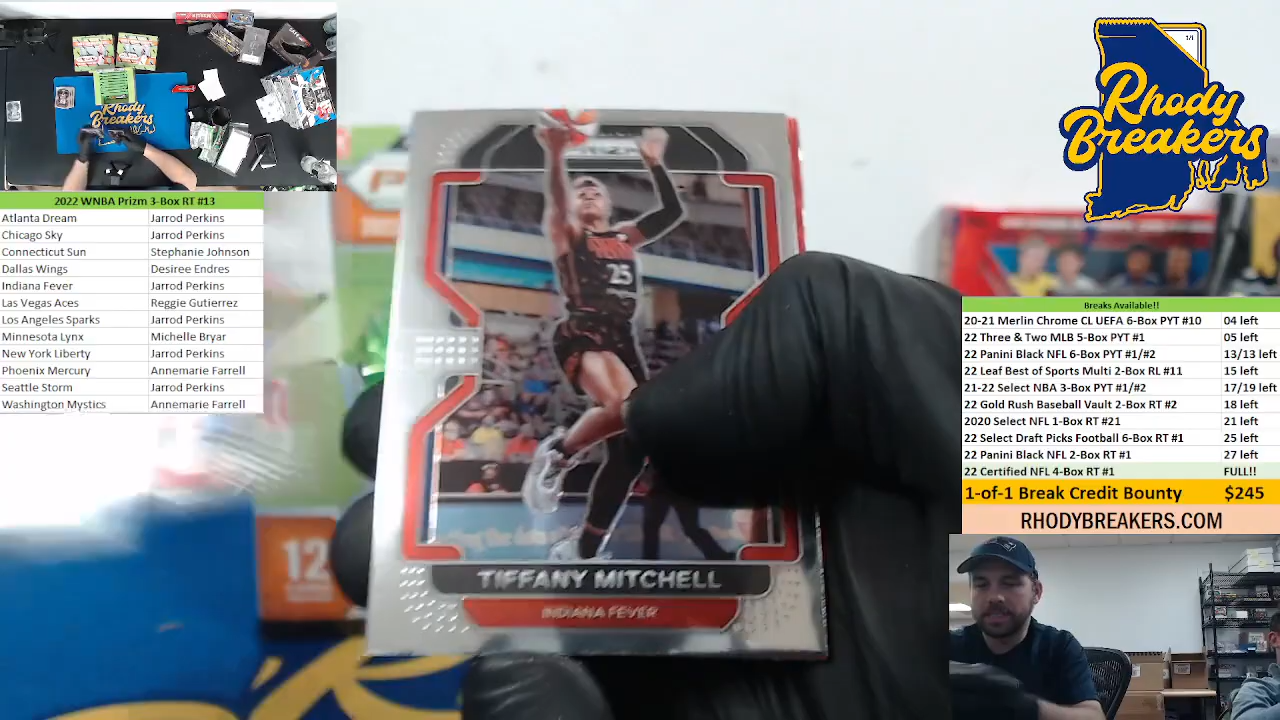 Rhody
Breakers
2022 WNBA Prizm 3-Box RT #13
Atlanta Dream Jarrod Perkins
Chicago Sky Jarrod Perkins
Connecticut Sun Stephanie Johnson
Dallas Wings Desiree Endres
Indiana Fever Jarrod Perkins
Las Vegas Aces Reggie Gutierrez
Los Angeles Sparks Jarrod Perkins
Minnesota Lynx Michelle Bryar
New York Liberty Jarrod Perkins
Phoenix Mercury Annemarie Farrell
Seattle Storm Jarrod Perkins
Washington Mystics Annemarie Farrell
25
TIFFANY MITCHELL
INDIANA FEVER
12
1/1
Rhody
Breakers
Breaks Available!!
20-21 Merlin Chrome CL UEFA 6-Box PYT #10 04 left
22 Three & Two MLB 5-Box PYT #1 05 left
22 Panini Black NFL 6-Box PYT #1/#2 13/13 left
22 Leaf Best of Sports Multi 2-Box RL #11 15 left
21-22 Select NBA 3-Box PYT #1/#2 17/19 left
22 Gold Rush Baseball Vault 2-Box RT #2 18 left
2020 Select NFL 1-Box RT #21 21 left
22 Select Draft Picks Football 6-Box RT #1 25 left
22 Panini Black NFL 2-Box RT #1 27 left
22 Certified NFL 4-Box RT #1 FULL!!
1-of-1 Break Credit Bounty $245
RHODYBREAKERS.COM